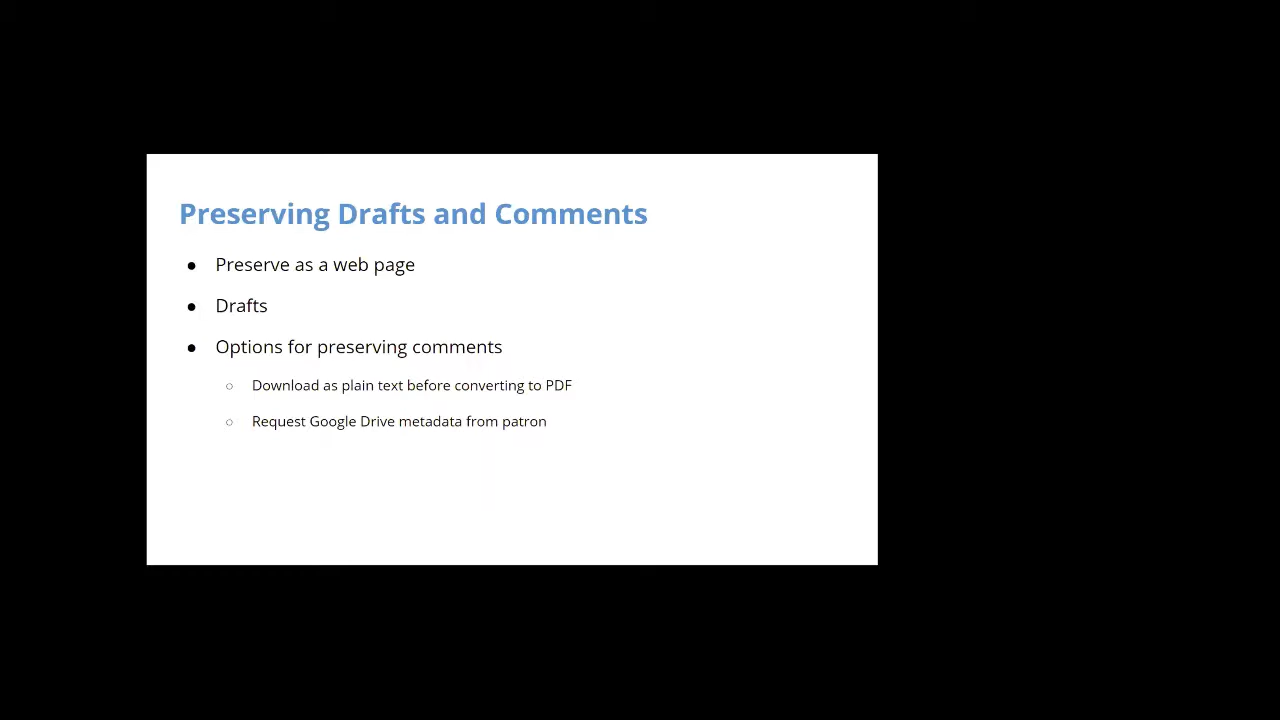 Preserving Drafts and Comments
● Preserve as a web page
● Drafts
● Options for preserving comments
○ Download as plain text before converting to PDF
○ Request Google Drive metadata from patron